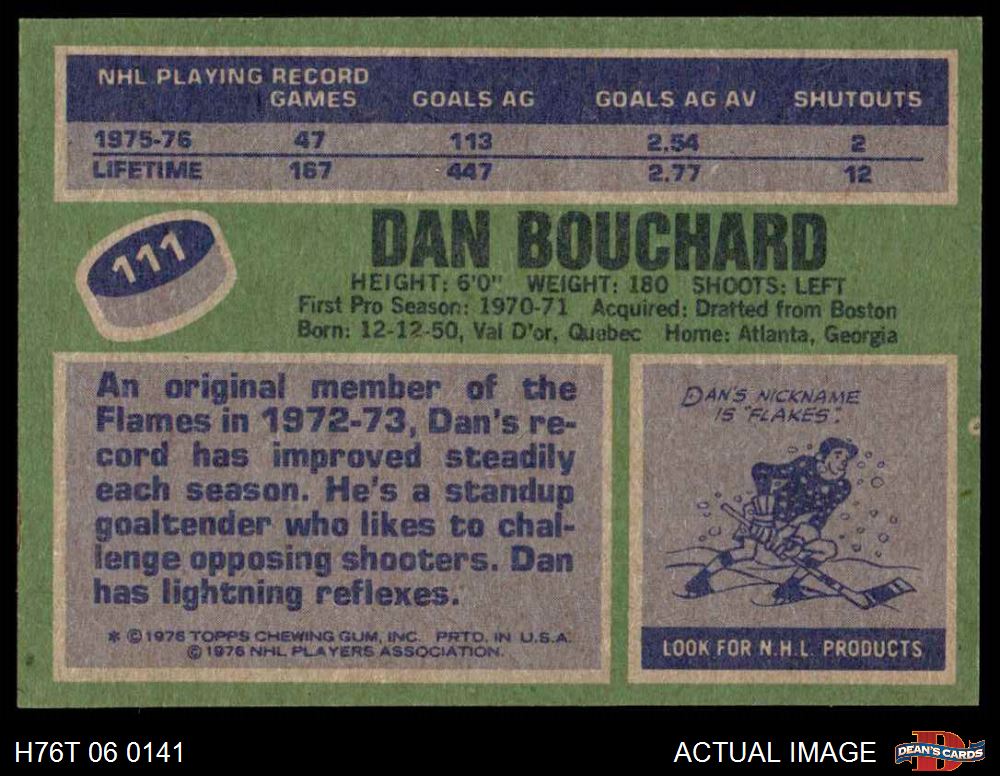 NHL PLAYING RECORD
GAMES GOALS AG GOALS AG AV SHUTOUTS
1975-76 47 113 2.54 2
LIFETIME 167 447 2.77 12
111
DAN BOUCHARD
HEIGHT: 6'0" WEIGHT: 180 SHOOTS: LEFT
First Pro Season: 1970-71 Acquired: Drafted from Boston
Born: 12-12-50, Val D'or, Quebec Home: Atlanta, Georgia
An original member of the
Flames in 1972-73, Dan's re-
cord has improved steadily
each season. He's a standup
goaltender who likes to chal-
lenge opposing shooters. Dan
has lightning reflexes.
* © 1976 TOPPS CHEWING GUM, INC. PRTD. IN U.S.A.
© 1976 NHL PLAYERS ASSOCIATION.
DAN'S NICKNAME
IS "FLAKES".
LOOK FOR N.H.L. PRODUCTS
H76T 06 0141
ACTUAL IMAGE
DEAN'S CARDS